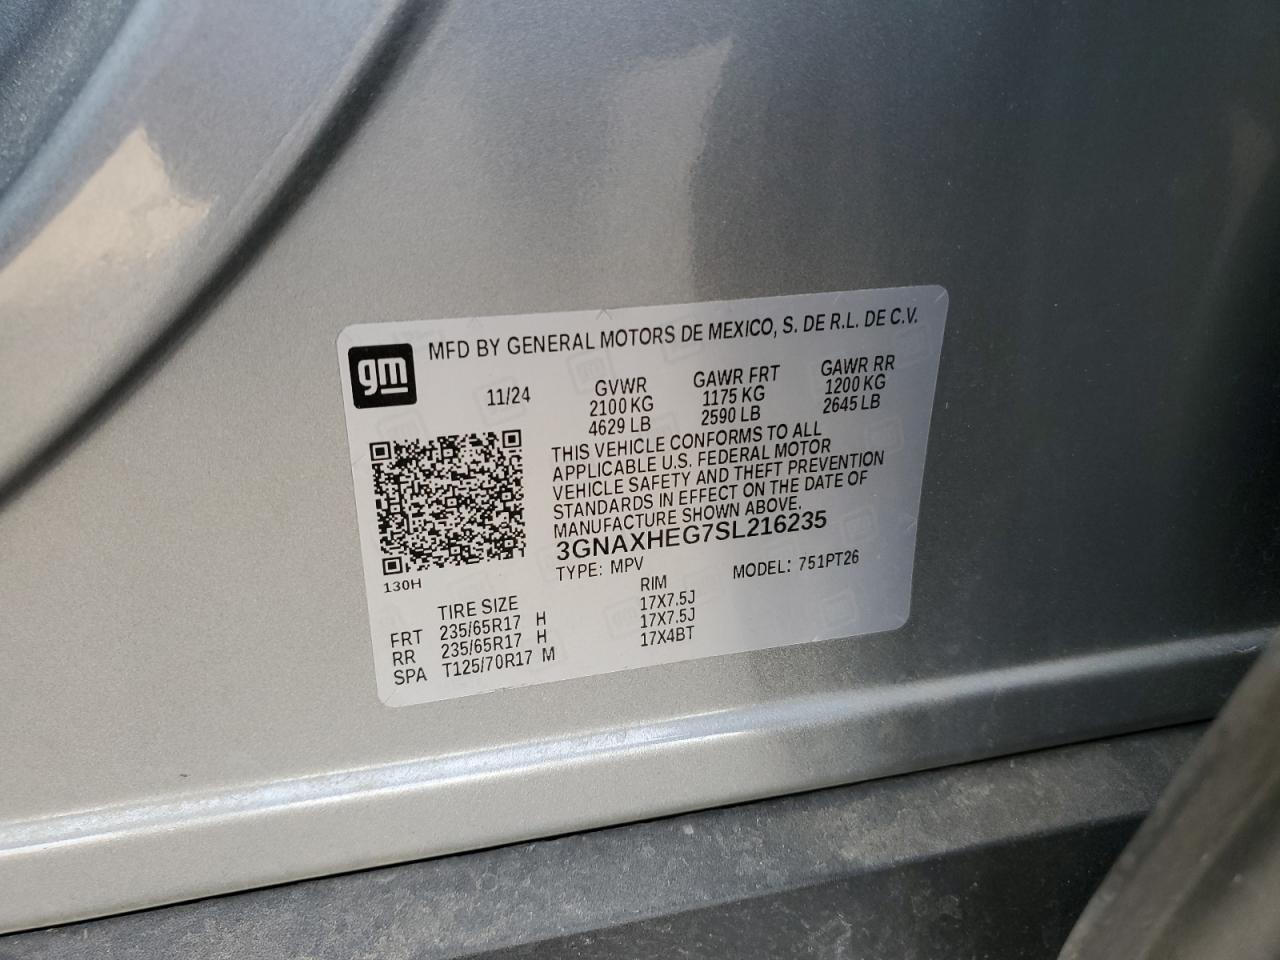 gm
MFD BY GENERAL MOTORS DE MEXICO, S. DE R.L. DE C.V.
11/24 GVWR GAWR FRT GAWR RR
2100 KG 1175 KG 1200 KG
4629 LB 2590 LB 2645 LB
THIS VEHICLE CONFORMS TO ALL
APPLICABLE U.S. FEDERAL MOTOR
VEHICLE SAFETY AND THEFT PREVENTION
STANDARDS IN EFFECT ON THE DATE OF
MANUFACTURE SHOWN ABOVE.
3GNAXHEG7SL216235
TYPE: MPV MODEL: 751PT26
130H
TIRE SIZE RIM
FRT 235/65R17 H 17X7.5J
RR 235/65R17 H 17X7.5J
SPA T125/70R17 M 17X4BT